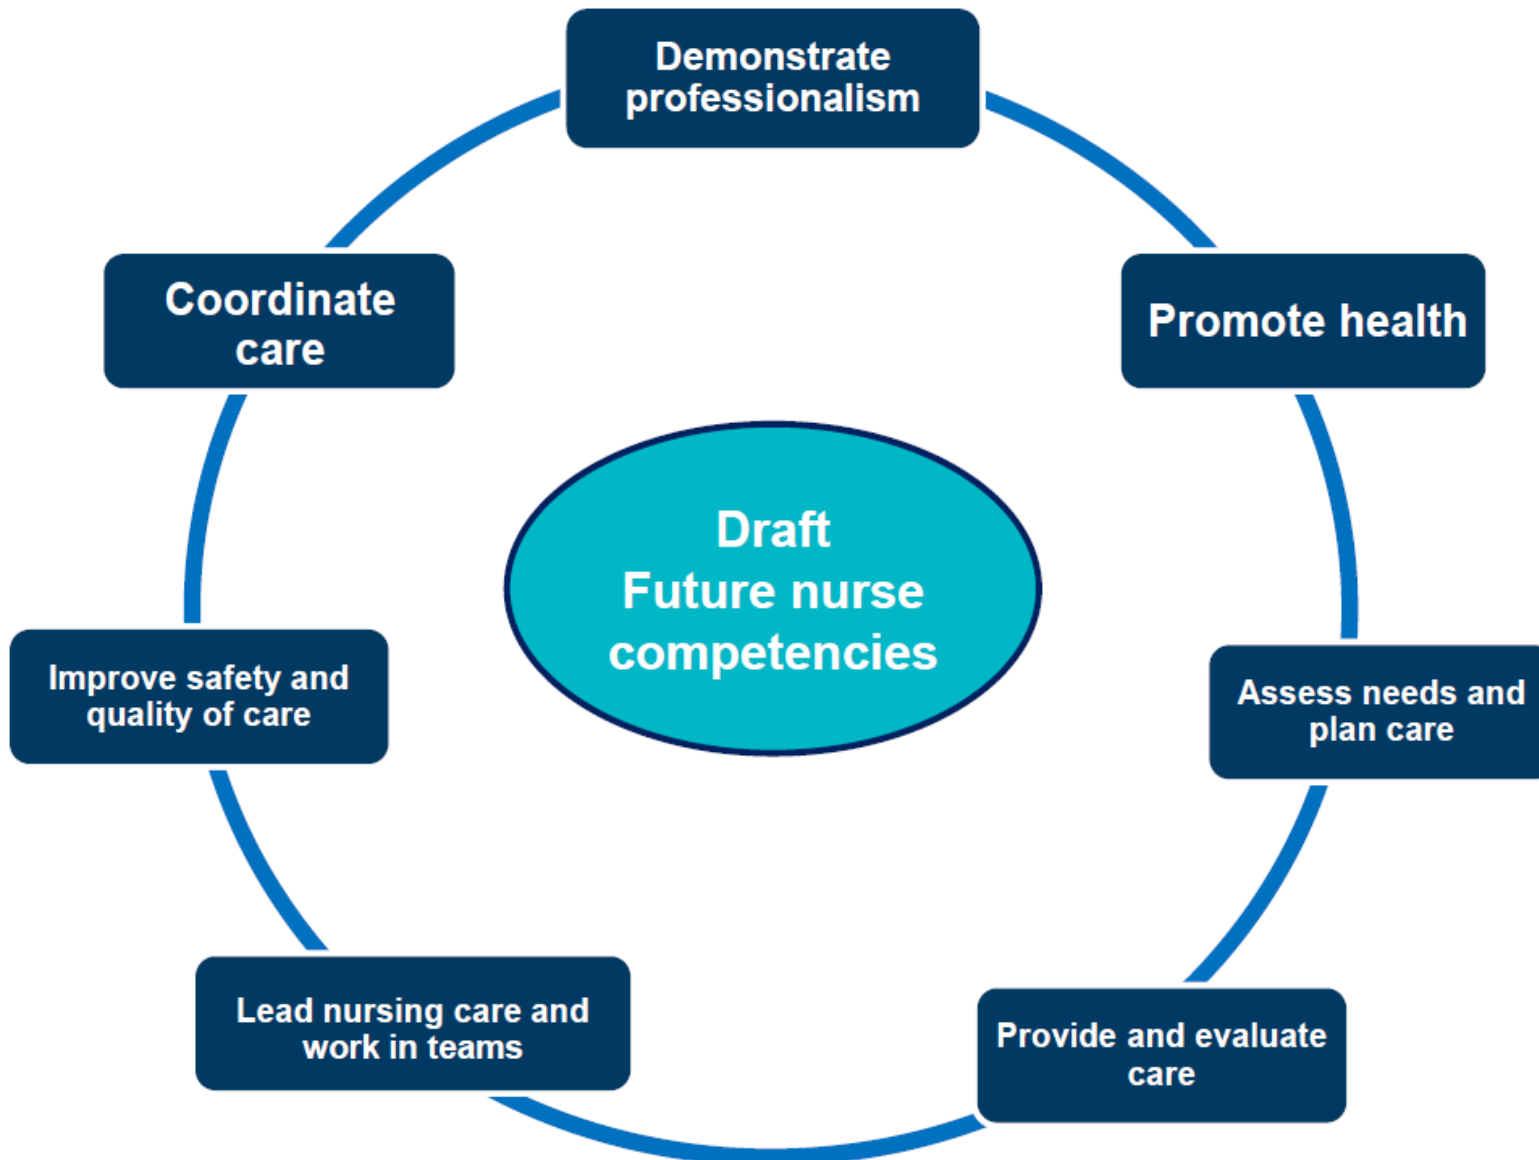 Demonstrate
professionalism
Promote health
Assess needs and
plan care
Provide and evaluate
care
Lead nursing care and
work in teams
Improve safety and
quality of care
Coordinate
care
Draft
Future nurse
competencies